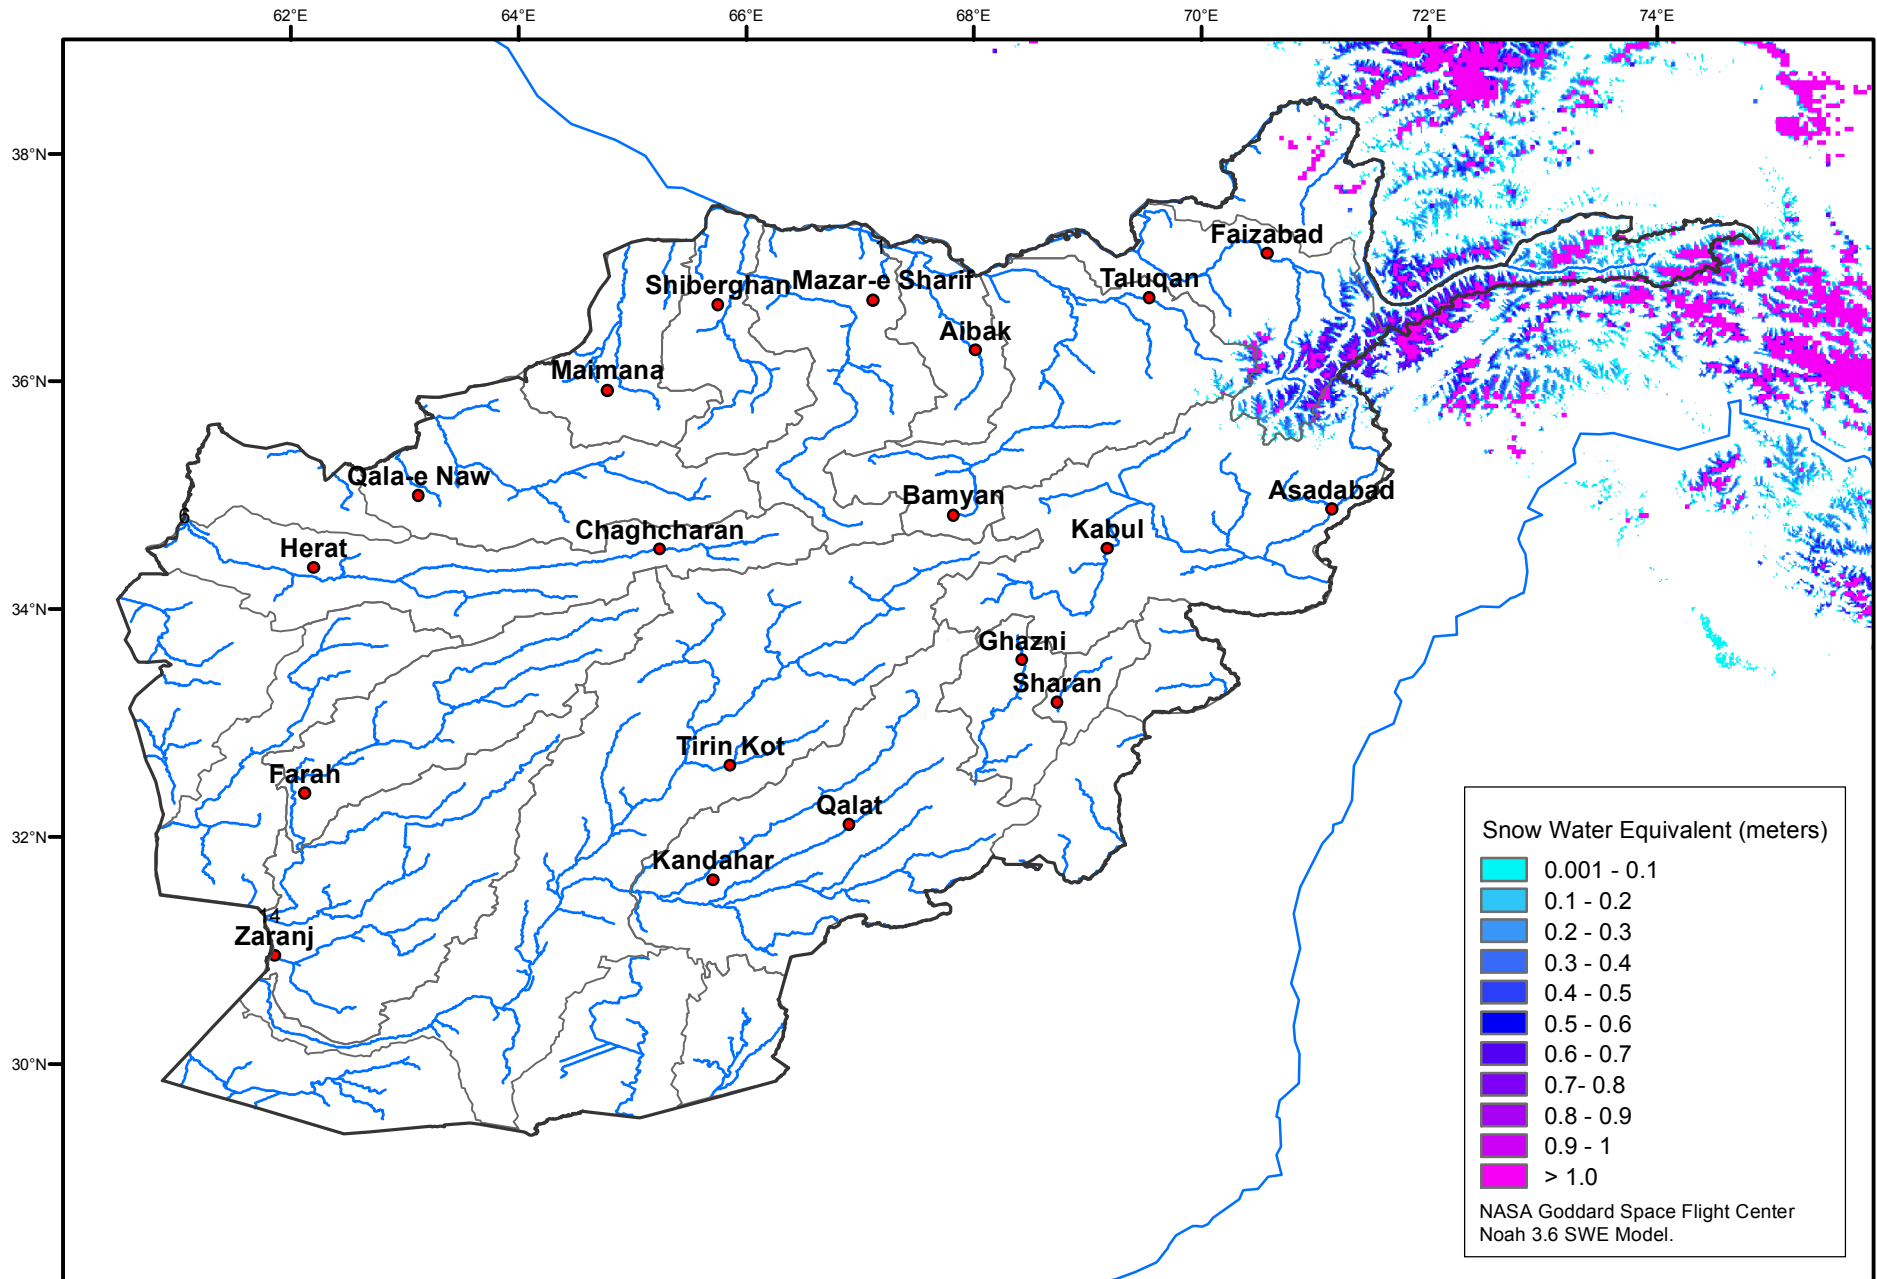 62°E 64°E 66°E 68°E 70°E 72°E 74°E
38°N
Faizabad
Shiberghan Mazar-e Sharif Taluqan
Aibak
36°N
Maimana
Qala-e Naw
Bamyan Asadabad
6
Chaghcharan Kabul
Herat
34°N
Ghazni
Sharan
Tirin Kot
Farah
Qalat
32°N
Kandahar
14
Zaranj
30°N
Snow Water Equivalent (meters)
0.001 - 0.1
0.1 - 0.2
0.2 - 0.3
0.3 - 0.4
0.4 - 0.5
0.5 - 0.6
0.6 - 0.7
0.7- 0.8
0.8 - 0.9
0.9 - 1
> 1.0
NASA Goddard Space Flight Center
Noah 3.6 SWE Model.